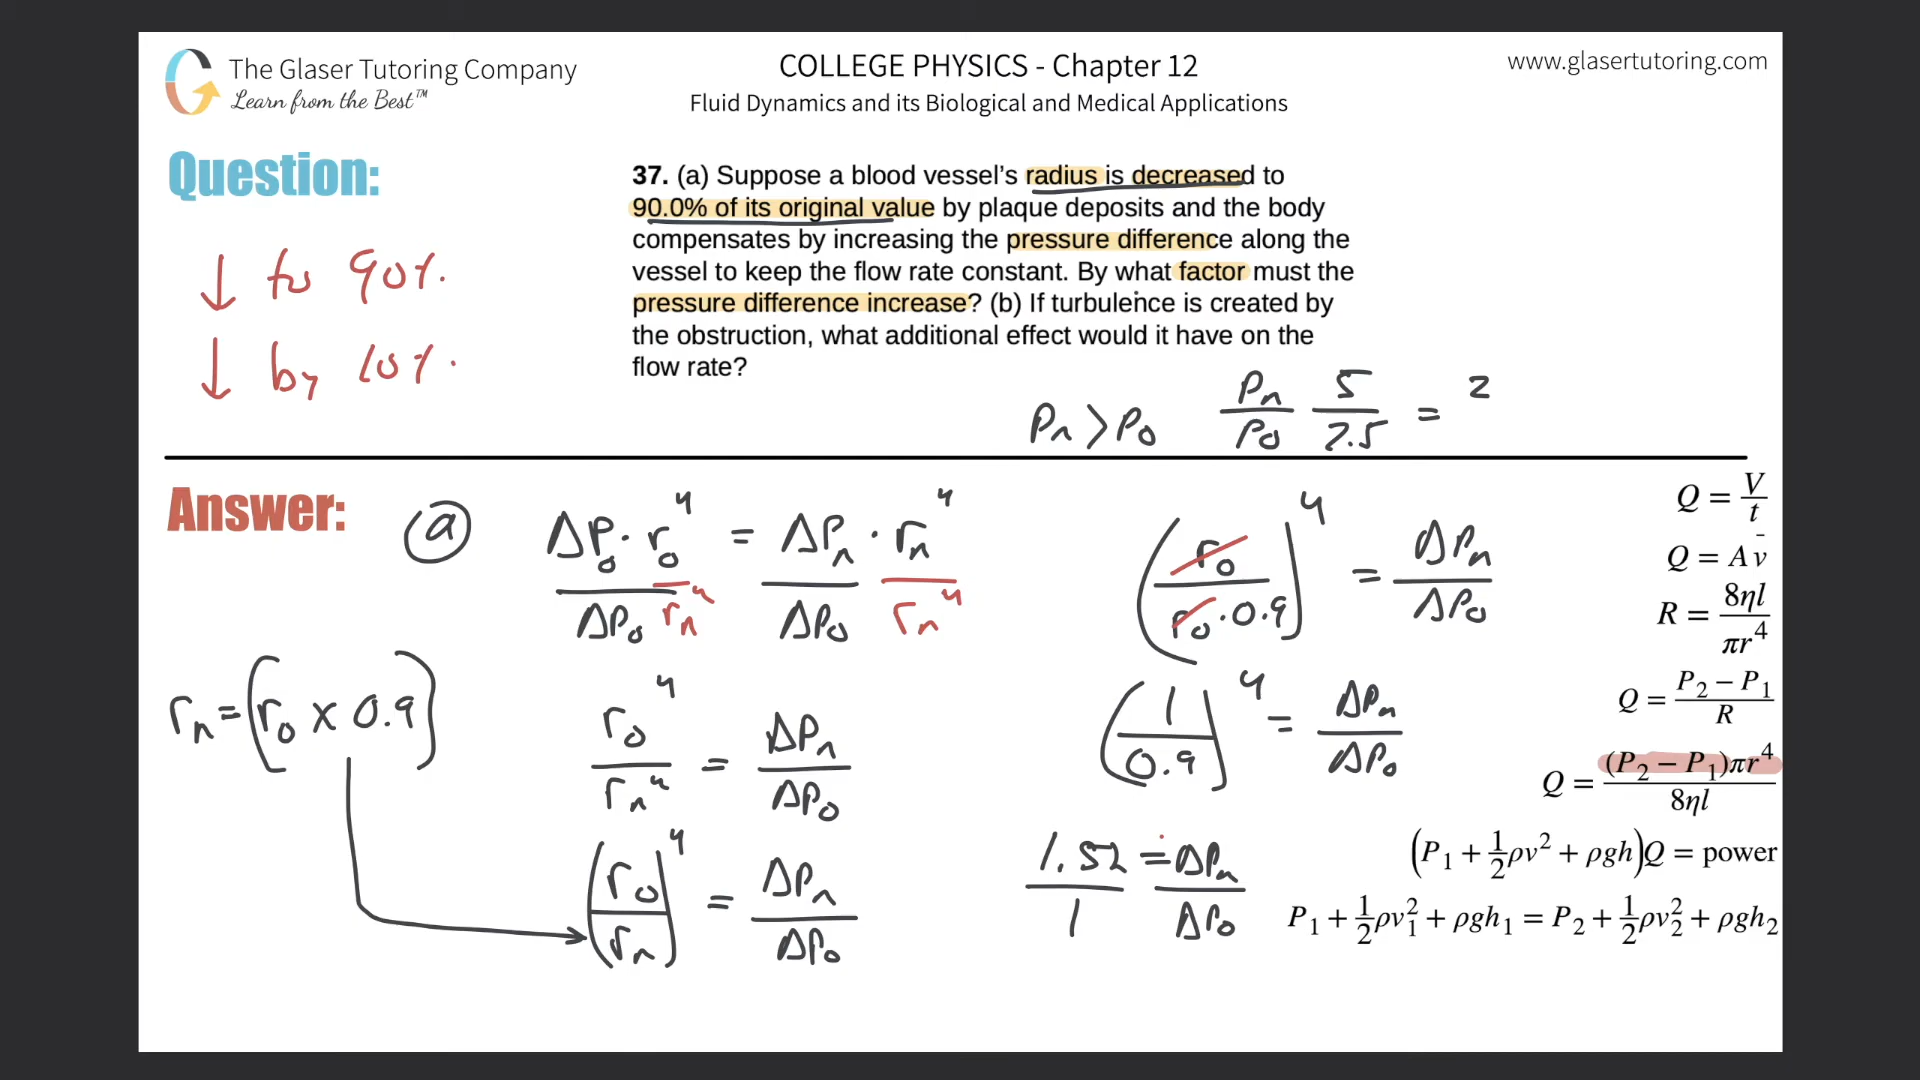 The Glaser Tutoring Company
Learn from the Best™
COLLEGE PHYSICS - Chapter 12
Fluid Dynamics and its Biological and Medical Applications
www.glasertutoring.com
Question:
37. (a) Suppose a blood vessel's radius is decreased to
90.0% of its original value by plaque deposits and the body
compensates by increasing the pressure difference along the
vessel to keep the flow rate constant. By what factor must the
pressure difference increase? (b) If turbulence is created by
the obstruction, what additional effect would it have on the
flow rate?
↓ to 90%.
↓ by 10%.
Pn > Po Pn/Po 5/2.5 = 2
Answer:
(a)
ΔPo · ro⁴ / ΔPo rn⁴ = ΔPn · rn⁴ / ΔPo rn⁴
rn = (ro x 0.9)
ro⁴/rn⁴ = ΔPn/ΔPo
(ro/rn)⁴ = ΔPn/ΔPo
(ro/ro·0.9)⁴ = ΔPn/ΔPo
(1/0.9)⁴ = ΔPn/ΔPo
1.52/1 = ΔPn/ΔPo
Q = V/t
Q = A v̄
R = 8ηl/πr⁴
Q = P₂ − P₁/R
Q = (P₂ − P₁)πr⁴/8ηl
(P₁ + ½ρv² + ρgh)Q = power
P₁ + ½ρv₁² + ρgh₁ = P₂ + ½ρv₂² + ρgh₂